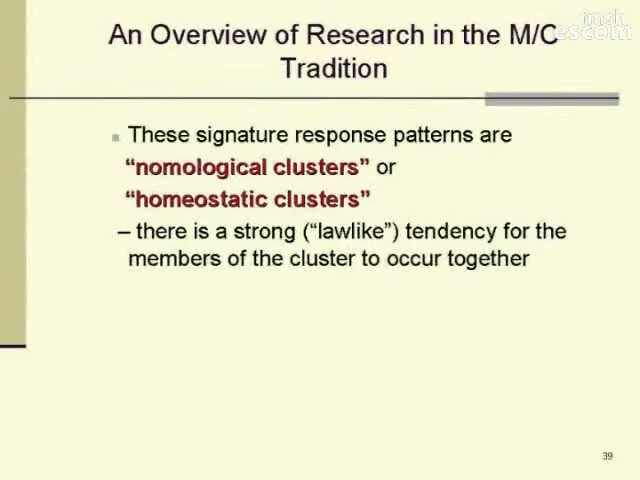 An Overview of Research in the M/C
Tradition
These signature response patterns are
“nomological clusters” or
“homeostatic clusters”
– there is a strong (“lawlike”) tendency for the
members of the cluster to occur together
39
escom